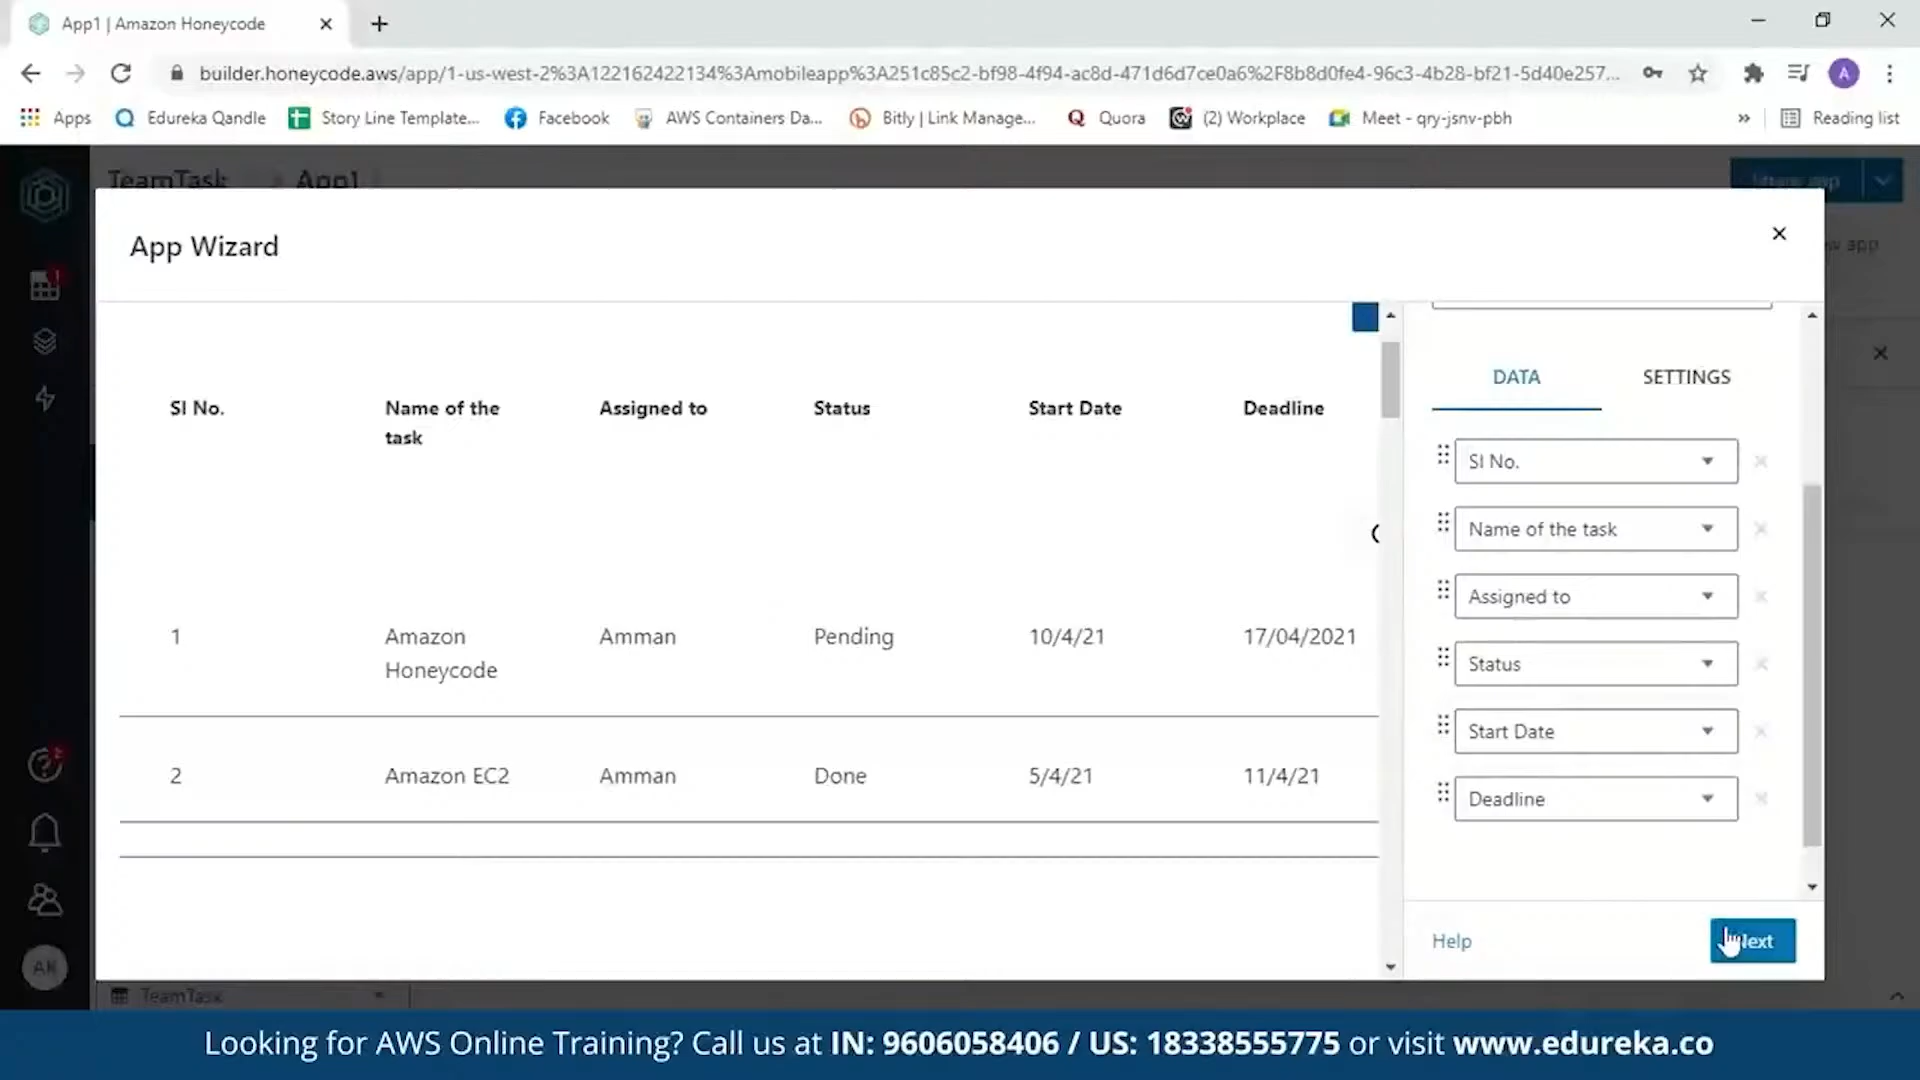 App1 | Amazon Honeycode
builder.honeycode.aws/app/1-us-west-2%3A122162422134%3Amobileapp%3A251c85c2-bf98-4f94-ac8d-471d6d7ce0a6%2F8b8d0fe4-96c3-4b28-bf21-5d40e257...
A
Apps
Edureka Qandle
Story Line Template...
Facebook
AWS Containers Da...
Bitly | Link Manage...
Quora
(2) Workplace
Meet - qry-jsnv-pbh
»
Reading list
TeamTask
App1
Share app
app
App Wizard
DATA
SETTINGS
Sl No.
Name of the
task
Assigned to
Status
Start Date
Deadline
1
Amazon
Honeycode
Amman
Pending
10/4/21
17/04/2021
2
Amazon EC2
Amman
Done
5/4/21
11/4/21
Sl No.
Name of the task
Assigned to
Status
Start Date
Deadline
Help
Next
1
2
AK
TeamTask
Looking for AWS Online Training? Call us at IN: 9606058406 / US: 18338555775 or visit www.edureka.co